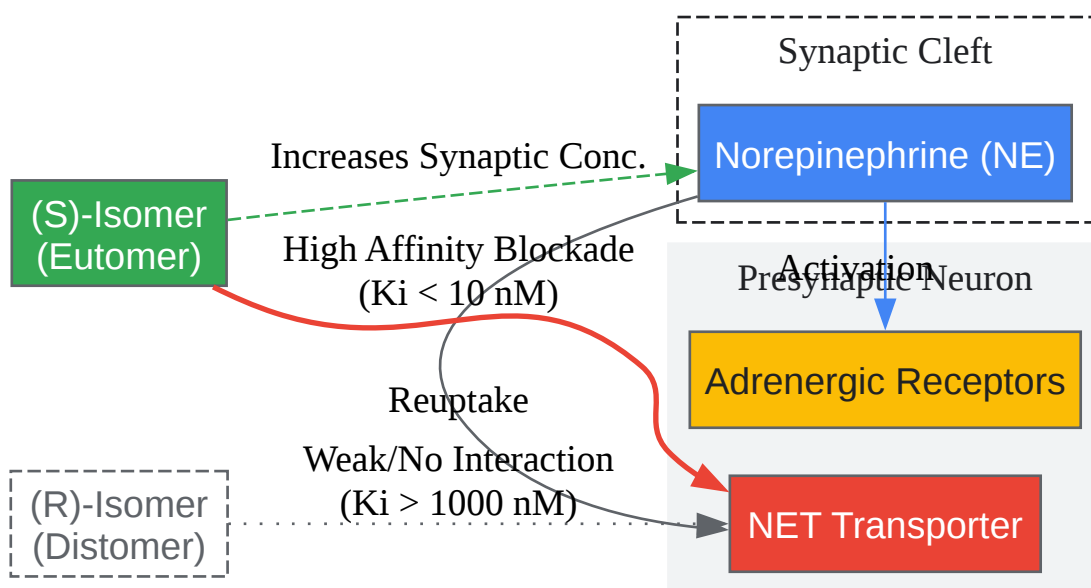 Synaptic Cleft
Norepinephrine (NE)
Increases Synaptic Conc.
(S)-Isomer
(Eutomer)
High Affinity Blockade
(Ki < 10 nM)
Activation
Presynaptic Neuron
Adrenergic Receptors
Reuptake
Weak/No Interaction
(Ki > 1000 nM)
(R)-Isomer
(Distomer)
NET Transporter